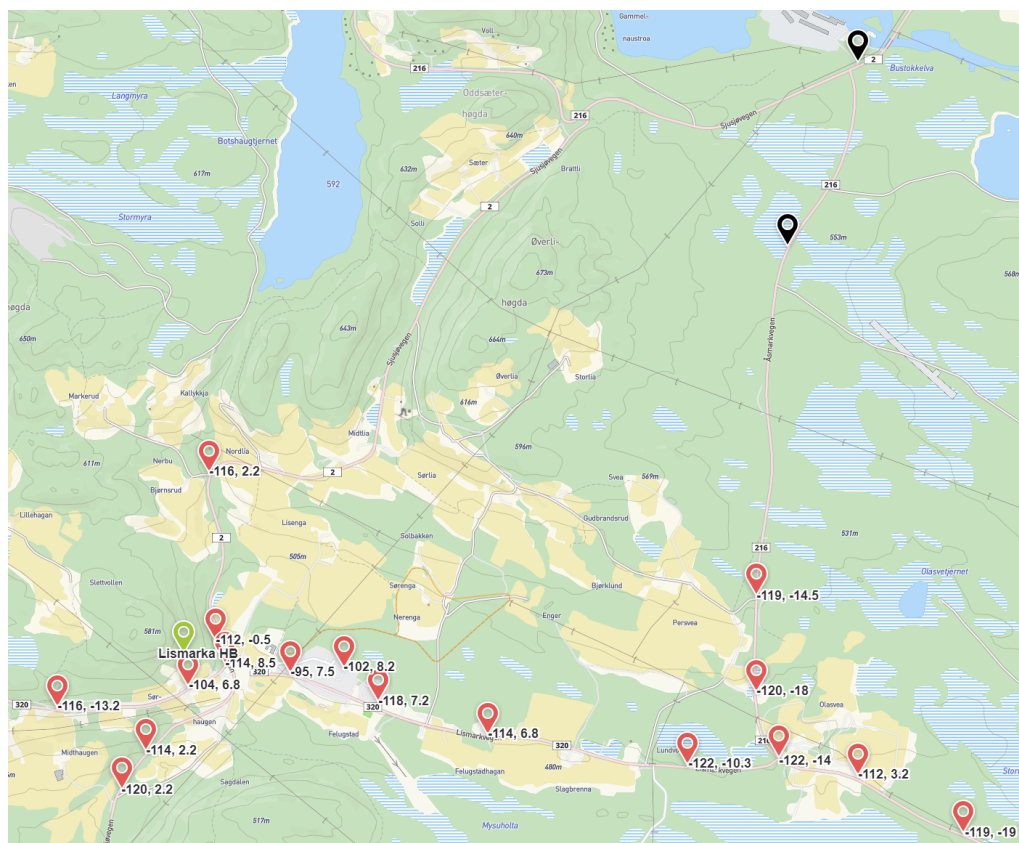 Gammel-
naustroa
Voll
216
2
Bustokkelva
Langmyra
Oddsæter-
høgda
216
Sjusjøvegen
640m
Botshaugtjernet
Sæter
Sjusjøvegen
Brattli
632m
617m
592
216
2
Stormyra
Solli
Øverli-
553m
673m
568m
høgda
høgda
643m
Åsmarkvegen
650m
664m
Sjusjøvegen
Øverlia
Storlia
Markerud
Kallykkja
616m
Midtlia
596m
Nordlia
611m
Nerbu
-116, 2.2
2
Sørlia
Svea
569m
Bjørnsrud
Lillehagan
Lisenga
Gudbrandsrud
531m
2
Solbakken
216
505m
Olasvetjernet
Slettvollen
Sørenga
Bjørklund
-119, -14.5
Nerenga
Enger
Persvea
581m
-112, -0.5
Lismarka HB
-114, 8.5
-102, 8.2
320
-95, 7.5
-104, 6.8
-120, -18
Sør-
-118, 7.2
320
-116, -13.2
320
Olasvea
haugen
Felugstad
Lismarkvegen
-114, 6.8
216
-114, 2.2
320
Lundvea
Midthaugen
-122, -14
-122, -10.3
480m
Lismarkvegen
-112, 3.2
Felugstadhagan
Sagdalen
-120, 2.2
Slagbrenna
517m
Mysuholta
-119, -19